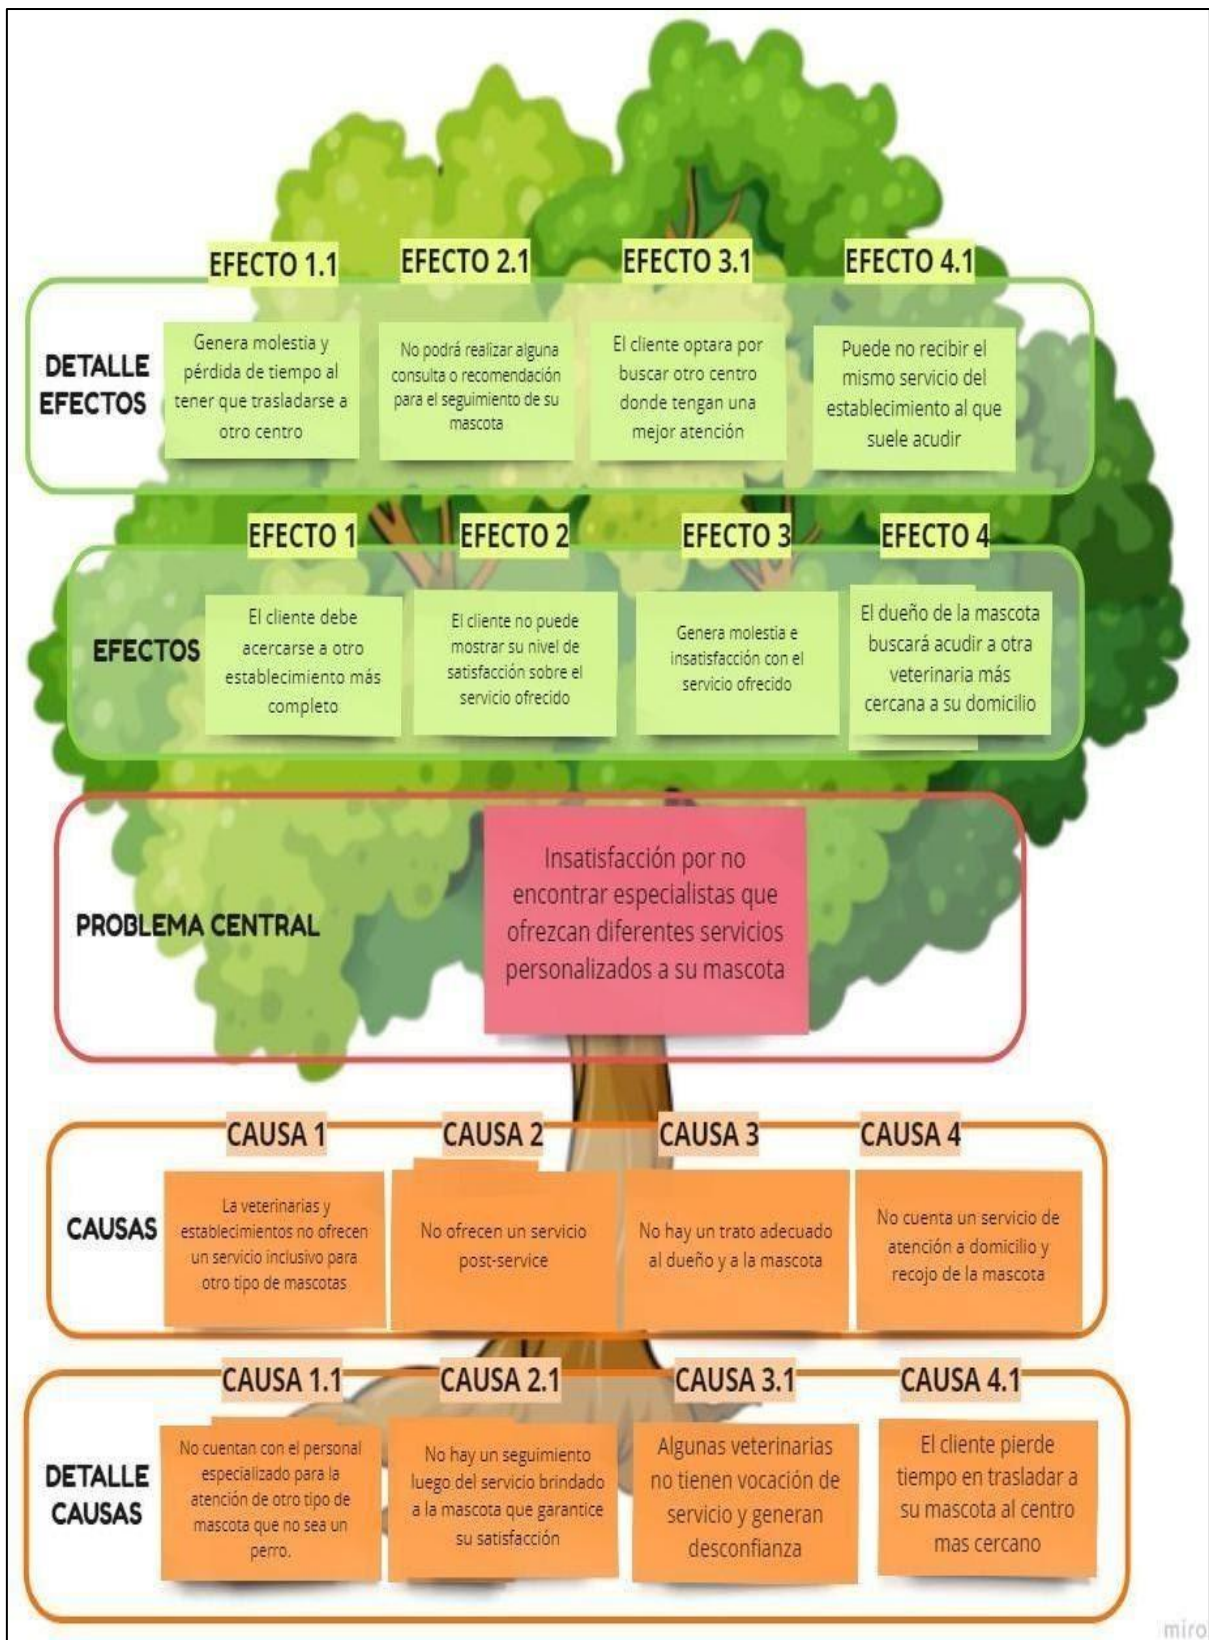 EFECTO 1.1
EFECTO 2.1
EFECTO 3.1
EFECTO 4.1
DETALLE
EFECTOS
Genera molestia y
pérdida de tiempo al
tener que trasladarse a
otro centro
No podrá realizar alguna
consulta o recomendación
para el seguimiento de su
mascota
El cliente optara por
buscar otro centro
donde tengan una
mejor atención
Puede no recibir el
mismo servicio del
establecimiento al que
suele acudir
EFECTO 1
EFECTO 2
EFECTO 3
EFECTO 4
EFECTOS
El cliente debe
acercarse a otro
establecimiento más
completo
El cliente no puede
mostrar su nivel de
satisfacción sobre el
servicio ofrecido
Genera molestia e
insatisfacción con el
servicio ofrecido
El dueño de la mascota
buscará acudir a otra
veterinaria más
cercana a su domicilio
PROBLEMA CENTRAL
Insatisfacción por no
encontrar especialistas que
ofrezcan diferentes servicios
personalizados a su mascota
CAUSA 1
CAUSA 2
CAUSA 3
CAUSA 4
CAUSAS
La veterinarias y
establecimientos no ofrecen
un servicio inclusivo para
otro tipo de mascotas
No ofrecen un servicio
post-service
No hay un trato adecuado
al dueño y a la mascota
No cuenta un servicio de
atención a domicilio y
recojo de la mascota
CAUSA 1.1
CAUSA 2.1
CAUSA 3.1
CAUSA 4.1
DETALLE
CAUSAS
No cuentan con el personal
especializado para la
atención de otro tipo de
mascota que no sea un
perro.
No hay un seguimiento
luego del servicio brindado
a la mascota que garantice
su satisfacción
Algunas veterinarias
no tienen vocación de
servicio y generan
desconfianza
El cliente pierde
tiempo en trasladar a
su mascota al centro
mas cercano
miro